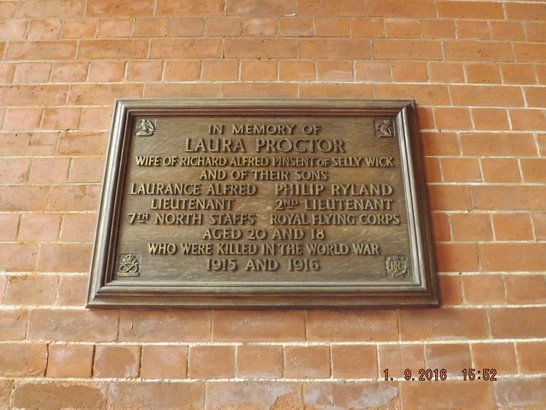 IN MEMORY OF
LAURA PROCTOR
WIFE OF RICHARD ALFRED PINSENT OF SELLY WICK
AND OF THEIR SONS
LAURANCE ALFRED PHILIP RYLAND
LIEUTENANT 2ND LIEUTENANT
7TH NORTH STAFFS ROYAL FLYING CORPS
AGED 20 AND 18
WHO WERE KILLED IN THE WORLD WAR
1915 AND 1916
1. 9.2016 15:52